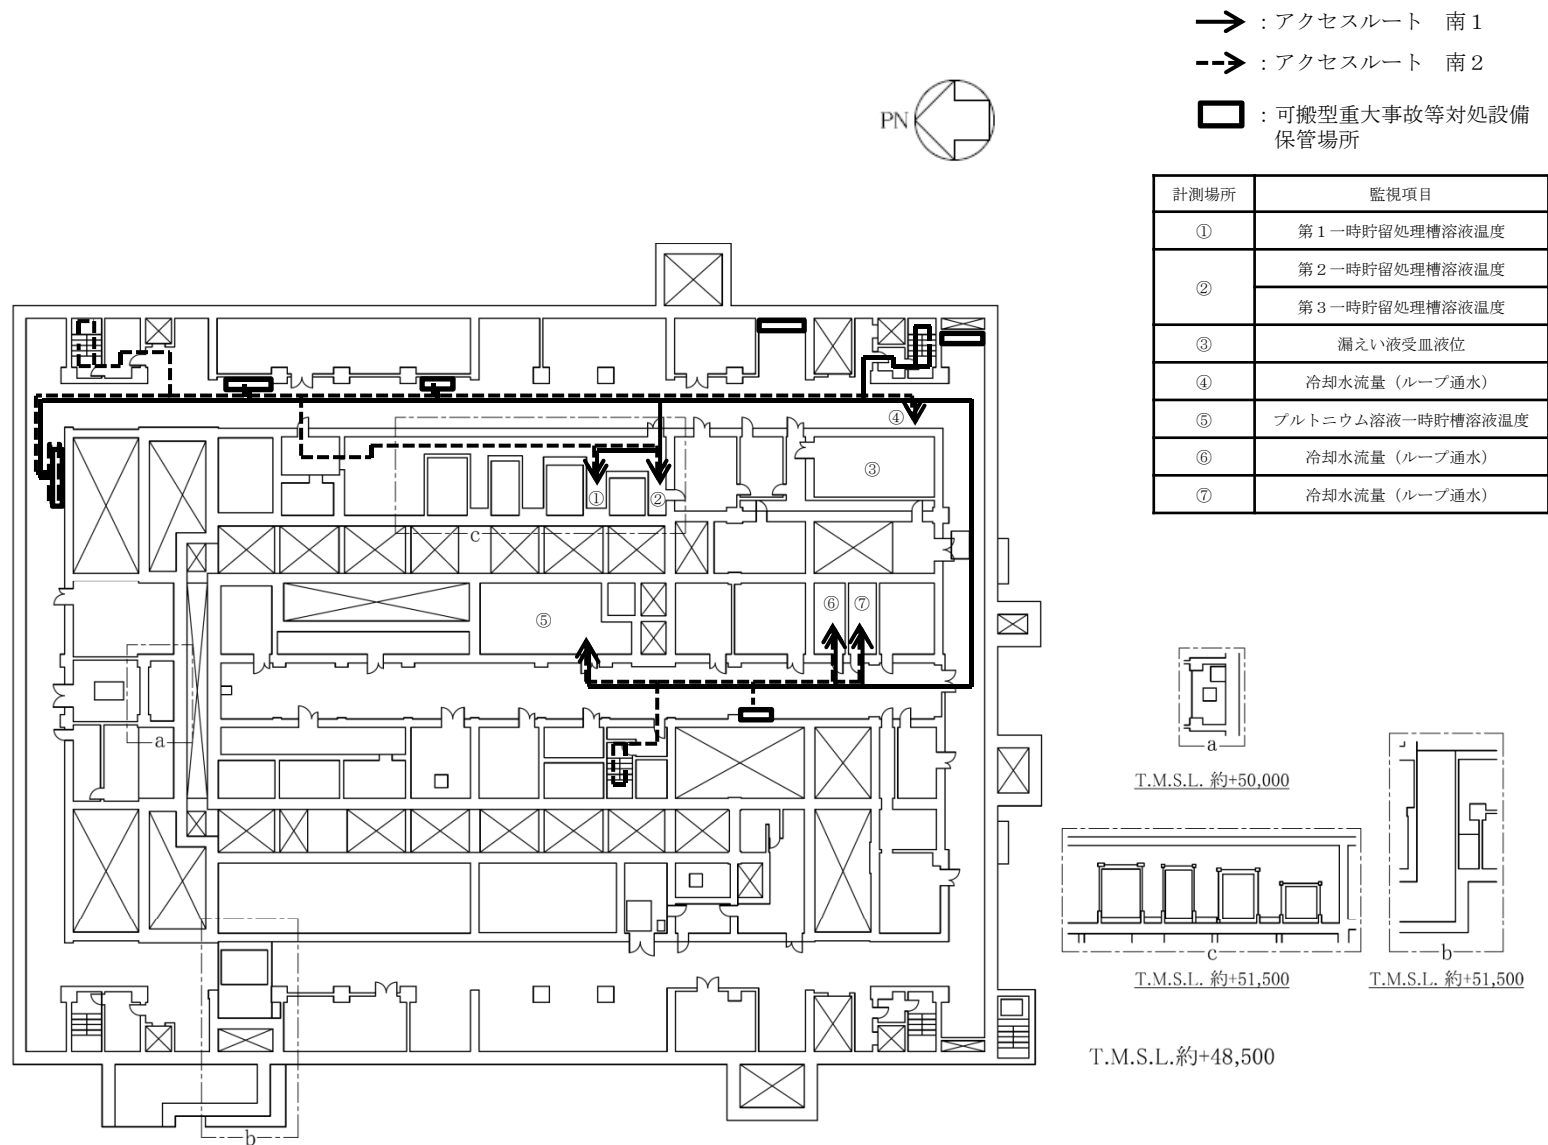 ：アクセスルート　南１
：アクセスルート　南２
：可搬型重大事故等対処設備
保管場所
PN
計測場所 監視項目
① 第１一時貯留処理槽溶液温度
② 第２一時貯留処理槽溶液温度
第３一時貯留処理槽溶液温度
③ 漏えい液受皿液位
④ 冷却水流量（ループ通水）
⑤ プルトニウム溶液一時貯槽溶液温度
⑥ 冷却水流量（ループ通水）
⑦ 冷却水流量（ループ通水）
④
③
① ②
c
⑤
⑥ ⑦
a
b
a
T.M.S.L. 約+50,000
c
T.M.S.L. 約+51,500
b
T.M.S.L. 約+51,500
T.M.S.L.約+48,500